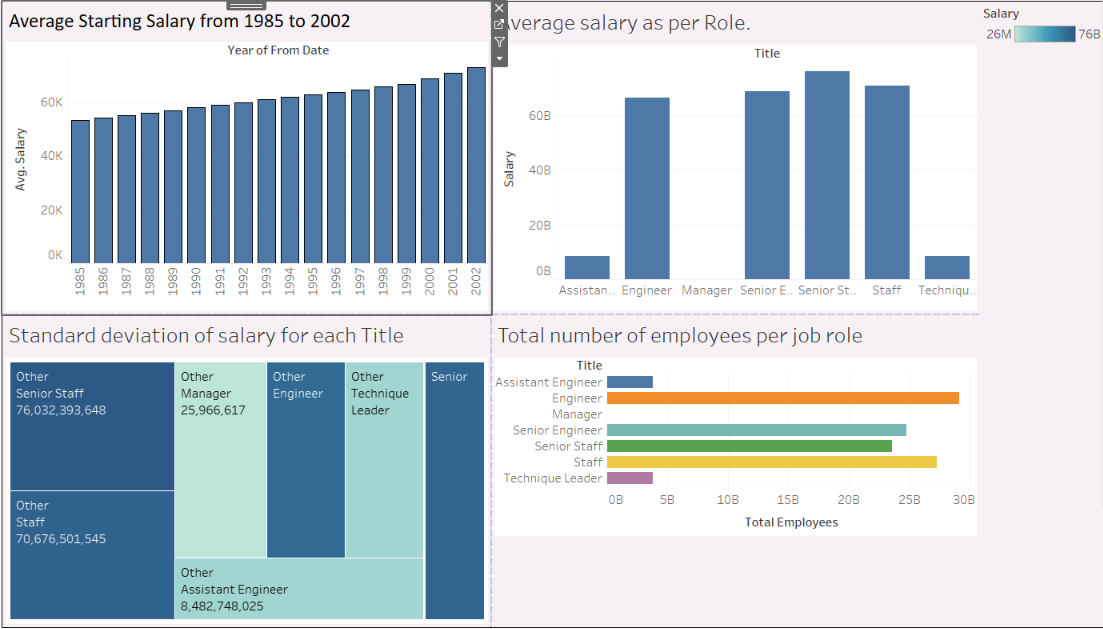 Average Starting Salary from 1985 to 2002
Year of From Date
Avg. Salary
60K
40K
20K
0K
1985
1986
1987
1988
1989
1990
1991
1992
1993
1994
1995
1996
1997
1998
1999
2000
2001
2002
Average salary as per Role.
Title
Salary
60B
40B
20B
0B
Assistan..
Engineer
Manager
Senior E..
Senior St..
Staff
Techniqu..
Salary
26M
76B
Standard deviation of salary for each Title
Other
Senior Staff
76,032,393,648
Other
Staff
70,676,501,545
Other
Manager
25,966,617
Other
Engineer
Other
Technique
Leader
Senior
Other
Assistant Engineer
8,482,748,025
Total number of employees per job role
Title
Assistant Engineer
Engineer
Manager
Senior Engineer
Senior Staff
Staff
Technique Leader
0B
5B
10B
15B
20B
25B
30B
Total Employees